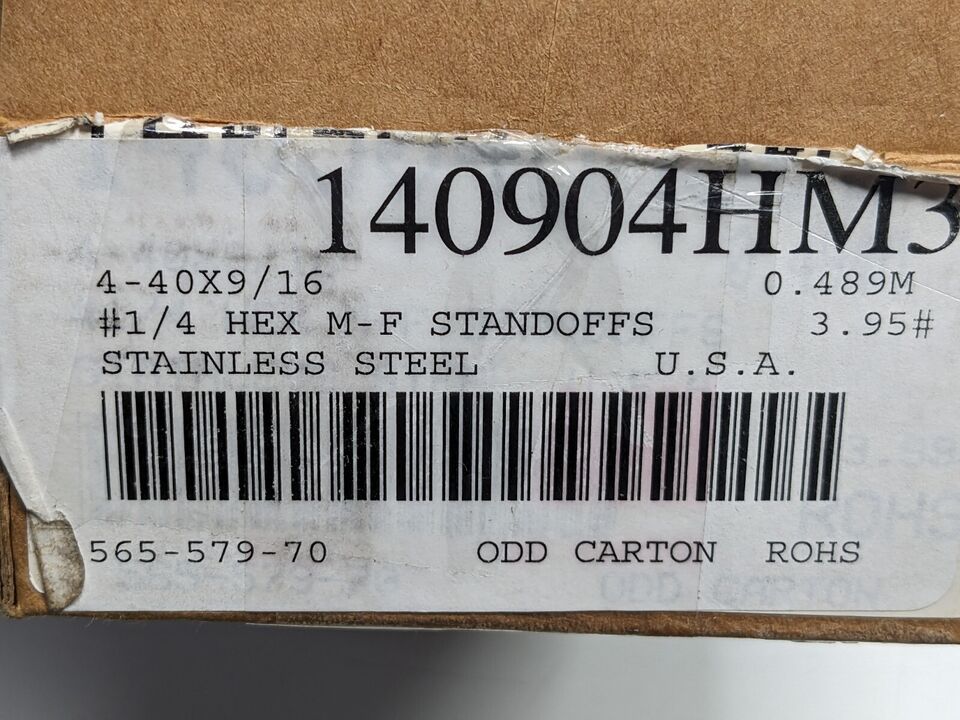 140904HM3
4-40X9/16 0.489M
#1/4 HEX M-F STANDOFFS 3.95#
STAINLESS STEEL U.S.A.
565-579-70 ODD CARTON ROHS